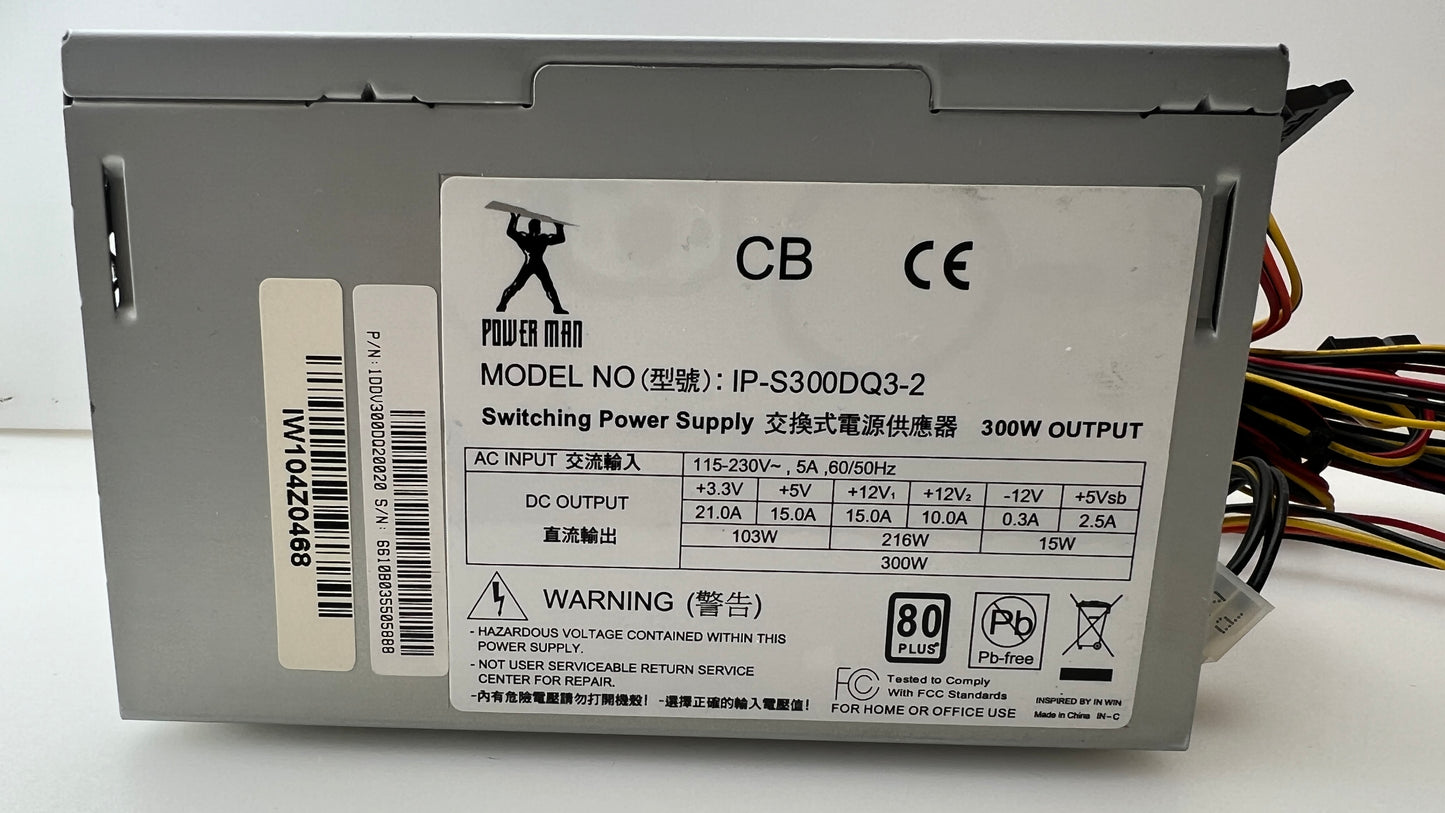 IW104Z0468
P/N: 1DDV300DD20020 S/N: 6610B035505888
POWER MAN
CB CE
MODEL NO (型號): IP-S300DQ3-2
Switching Power Supply 交換式電源供應器 300W OUTPUT
AC INPUT 交流輸入 115-230V~ , 5A ,60/50Hz
DC OUTPUT
直流輸出
+3.3V +5V +12V₁ +12V₂ -12V +5Vsb
21.0A 15.0A 15.0A 10.0A 0.3A 2.5A
103W 216W 15W
300W
WARNING (警告)
- HAZARDOUS VOLTAGE CONTAINED WITHIN THIS
POWER SUPPLY.
- NOT USER SERVICEABLE RETURN SERVICE
CENTER FOR REPAIR.
-內有危險電壓請勿打開機殼! -選擇正確的輸入電壓值!
80
PLUS
Pb
Pb-free
FC Tested to Comply
With FCC Standards
FOR HOME OR OFFICE USE
INSPIRED BY IN WIN
Made in China IN-C